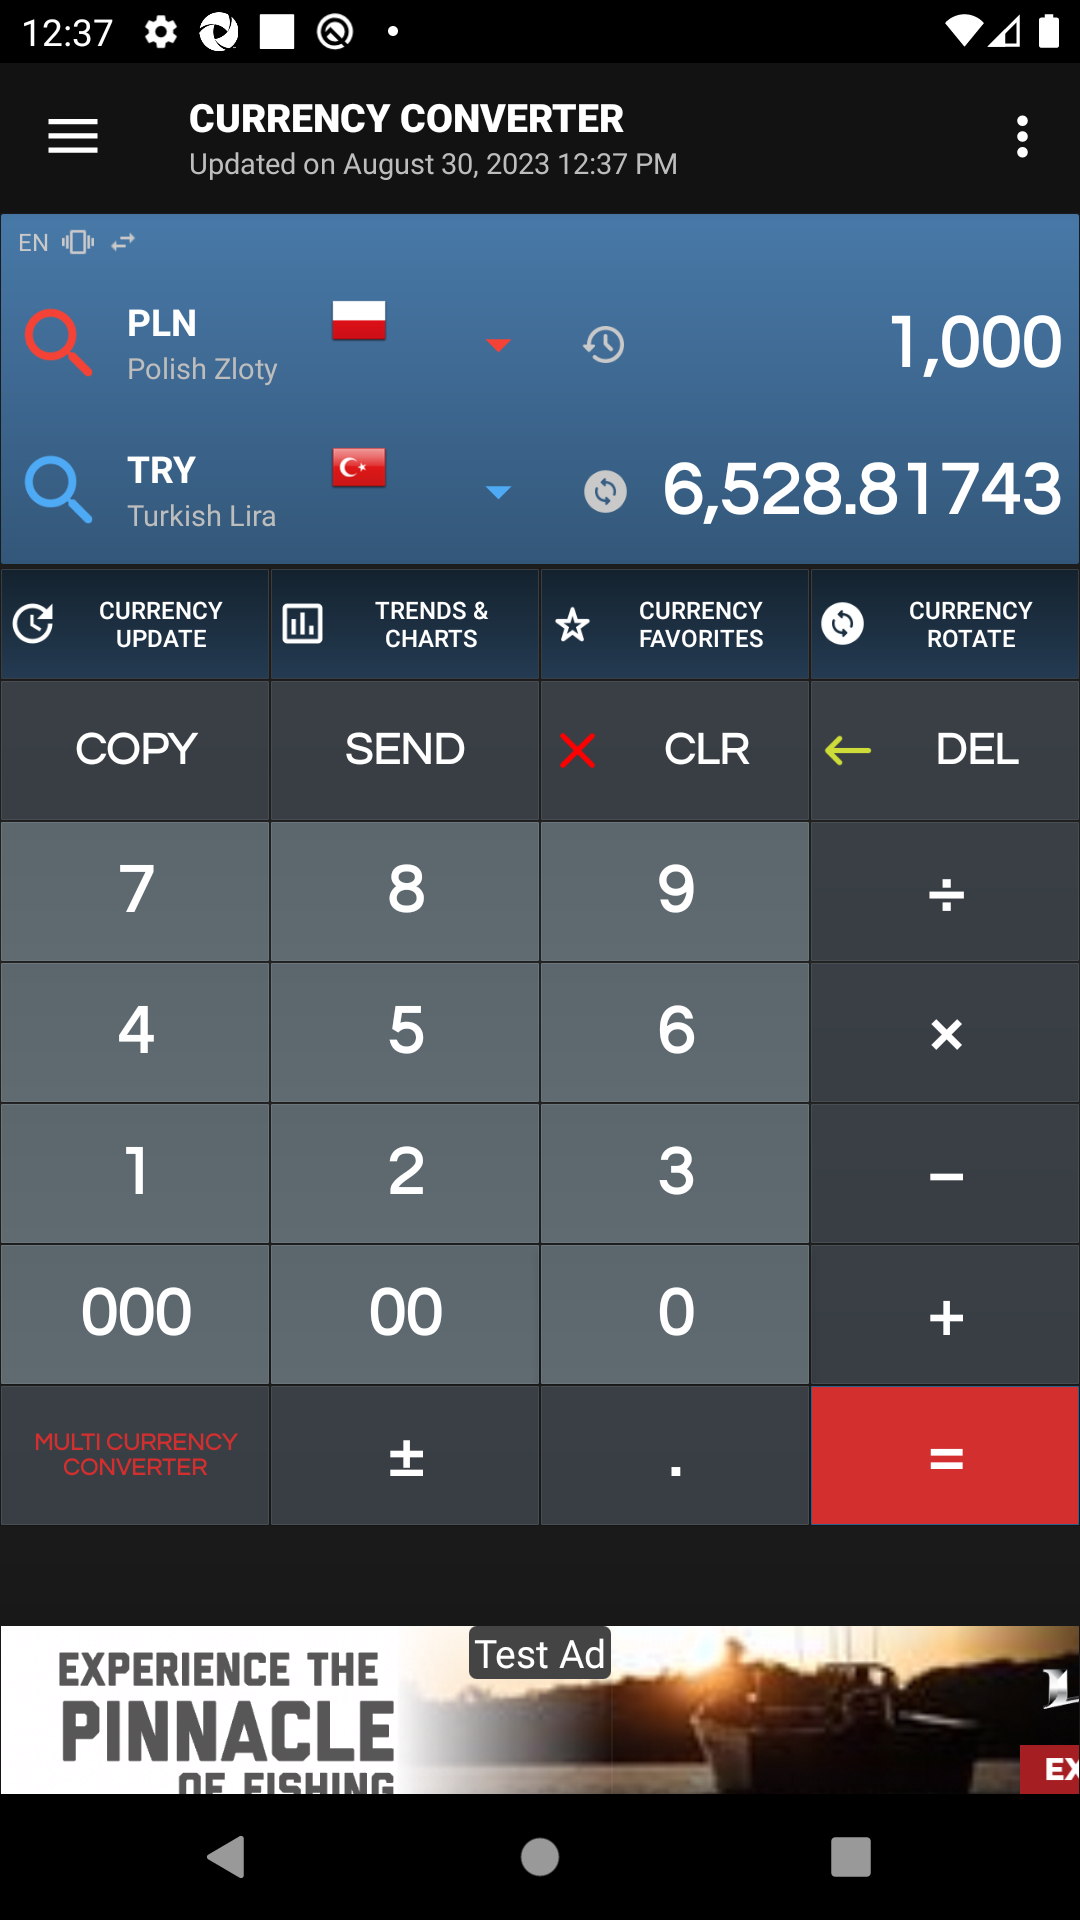 12:37
CURRENCY CONVERTER
Updated on August 30, 2023 12:37 PM
EN
PLN
Polish Zloty
1,000
TRY
Turkish Lira
6,528.81743
CURRENCY
UPDATE
TRENDS &
CHARTS
CURRENCY
FAVORITES
CURRENCY
ROTATE
COPY
SEND
CLR
DEL
7
8
9
÷
4
5
6
×
1
2
3
−
000
00
0
+
MULTI CURRENCY
CONVERTER
±
.
=
Test Ad
EXPERIENCE THE
PINNACLE
OF FISHING